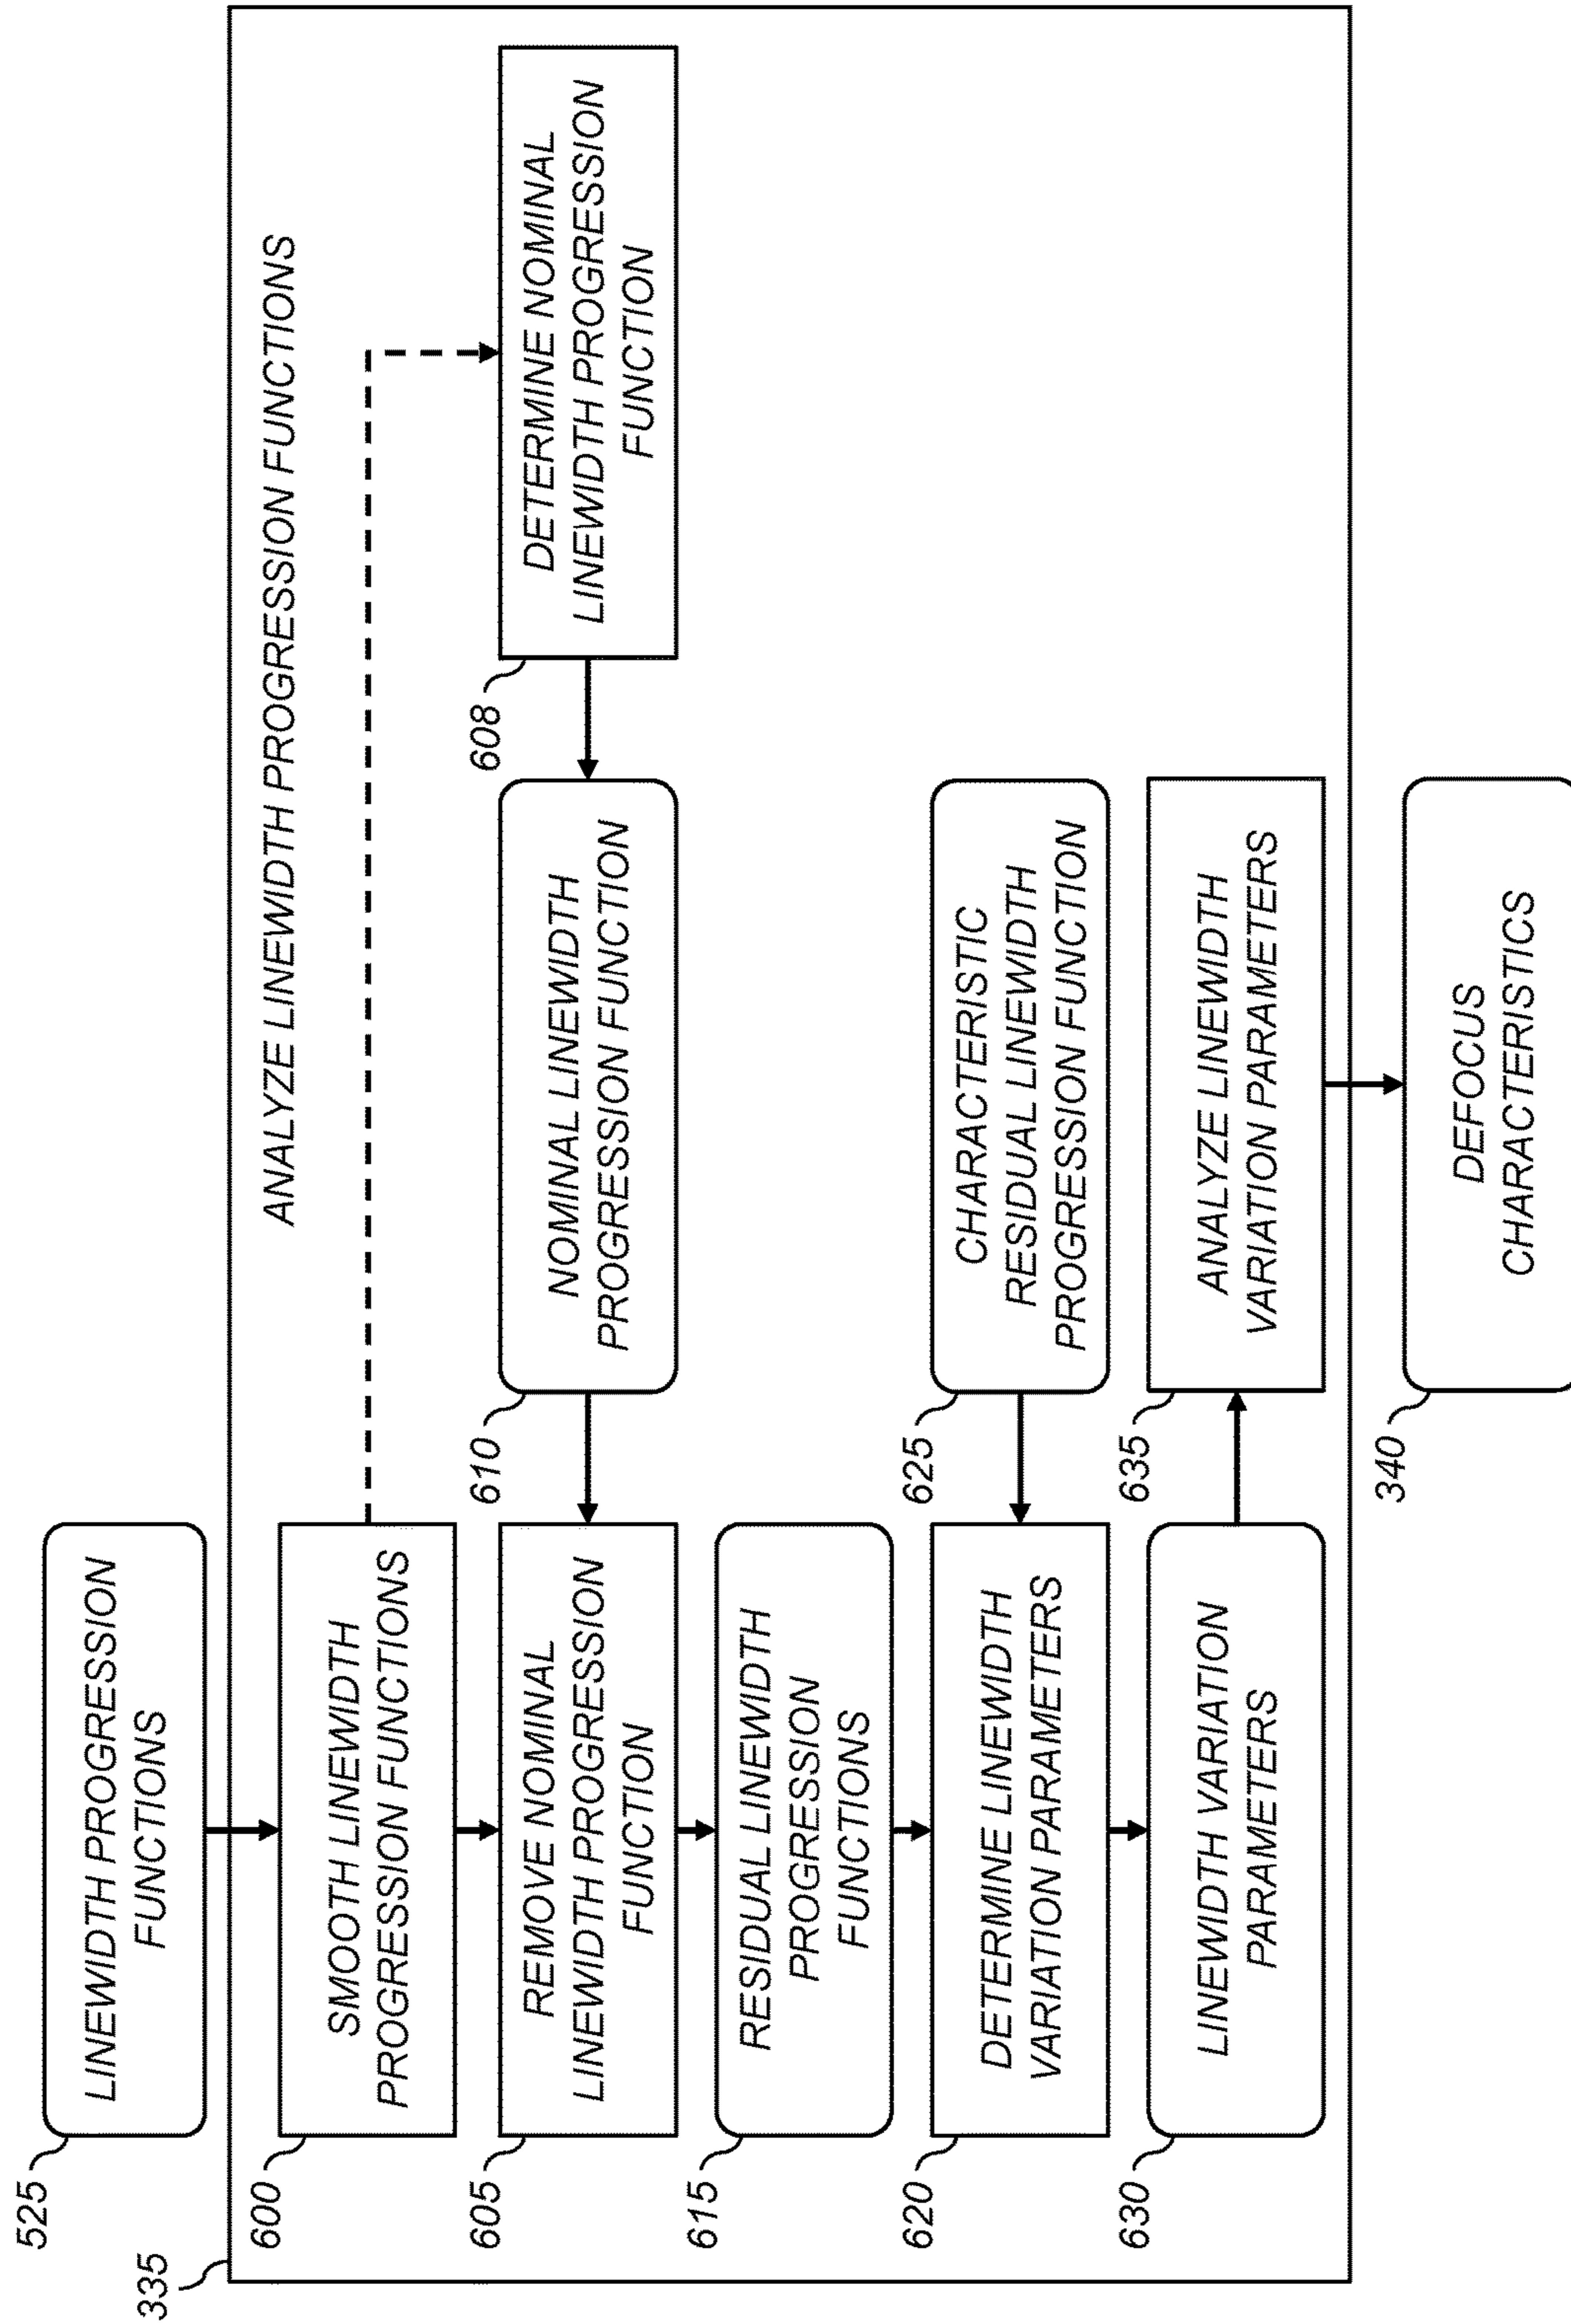 525
LINEWIDTH PROGRESSION
FUNCTIONS
335
ANALYZE LINEWIDTH PROGRESSION FUNCTIONS
600
SMOOTH LINEWIDTH
PROGRESSION FUNCTIONS
605
REMOVE NOMINAL
LINEWIDTH PROGRESSION
FUNCTION
610
NOMINAL LINEWIDTH
PROGRESSION FUNCTION
608
DETERMINE NOMINAL
LINEWIDTH PROGRESSION
FUNCTION
615
RESIDUAL LINEWIDTH
PROGRESSION
FUNCTIONS
620
DETERMINE LINEWIDTH
VARIATION PARAMETERS
625
CHARACTERISTIC
RESIDUAL LINEWIDTH
PROGRESSION FUNCTION
630
LINEWIDTH VARIATION
PARAMETERS
635
ANALYZE LINEWIDTH
VARIATION PARAMETERS
340
DEFOCUS
CHARACTERISTICS